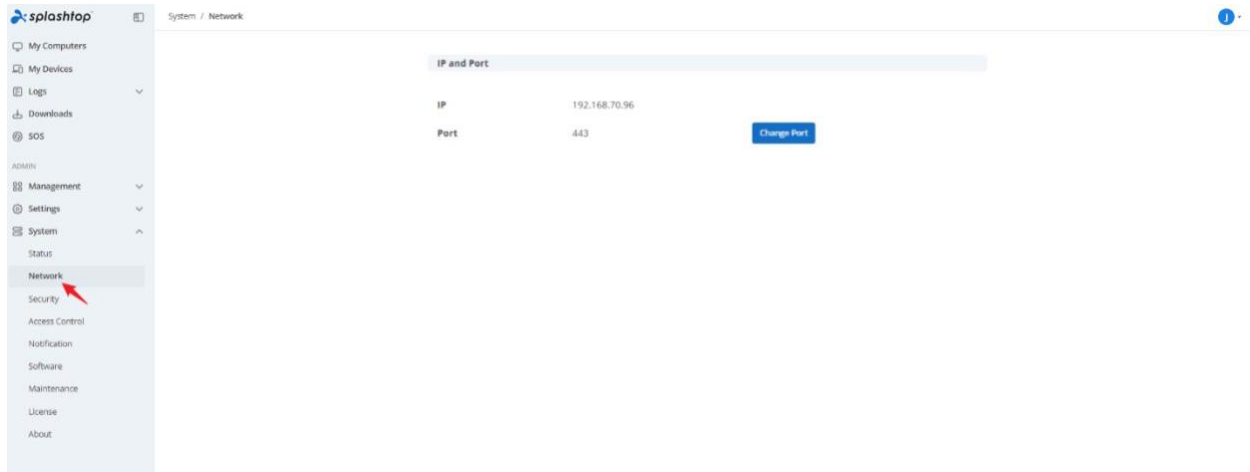 splashtop
System / Network
J
My Computers
My Devices
Logs
Downloads
SOS
ADMIN
Management
Settings
System
Status
Network
Security
Access Control
Notification
Software
Maintenance
License
About
IP and Port
IP 192.168.70.96
Port 443 Change Port